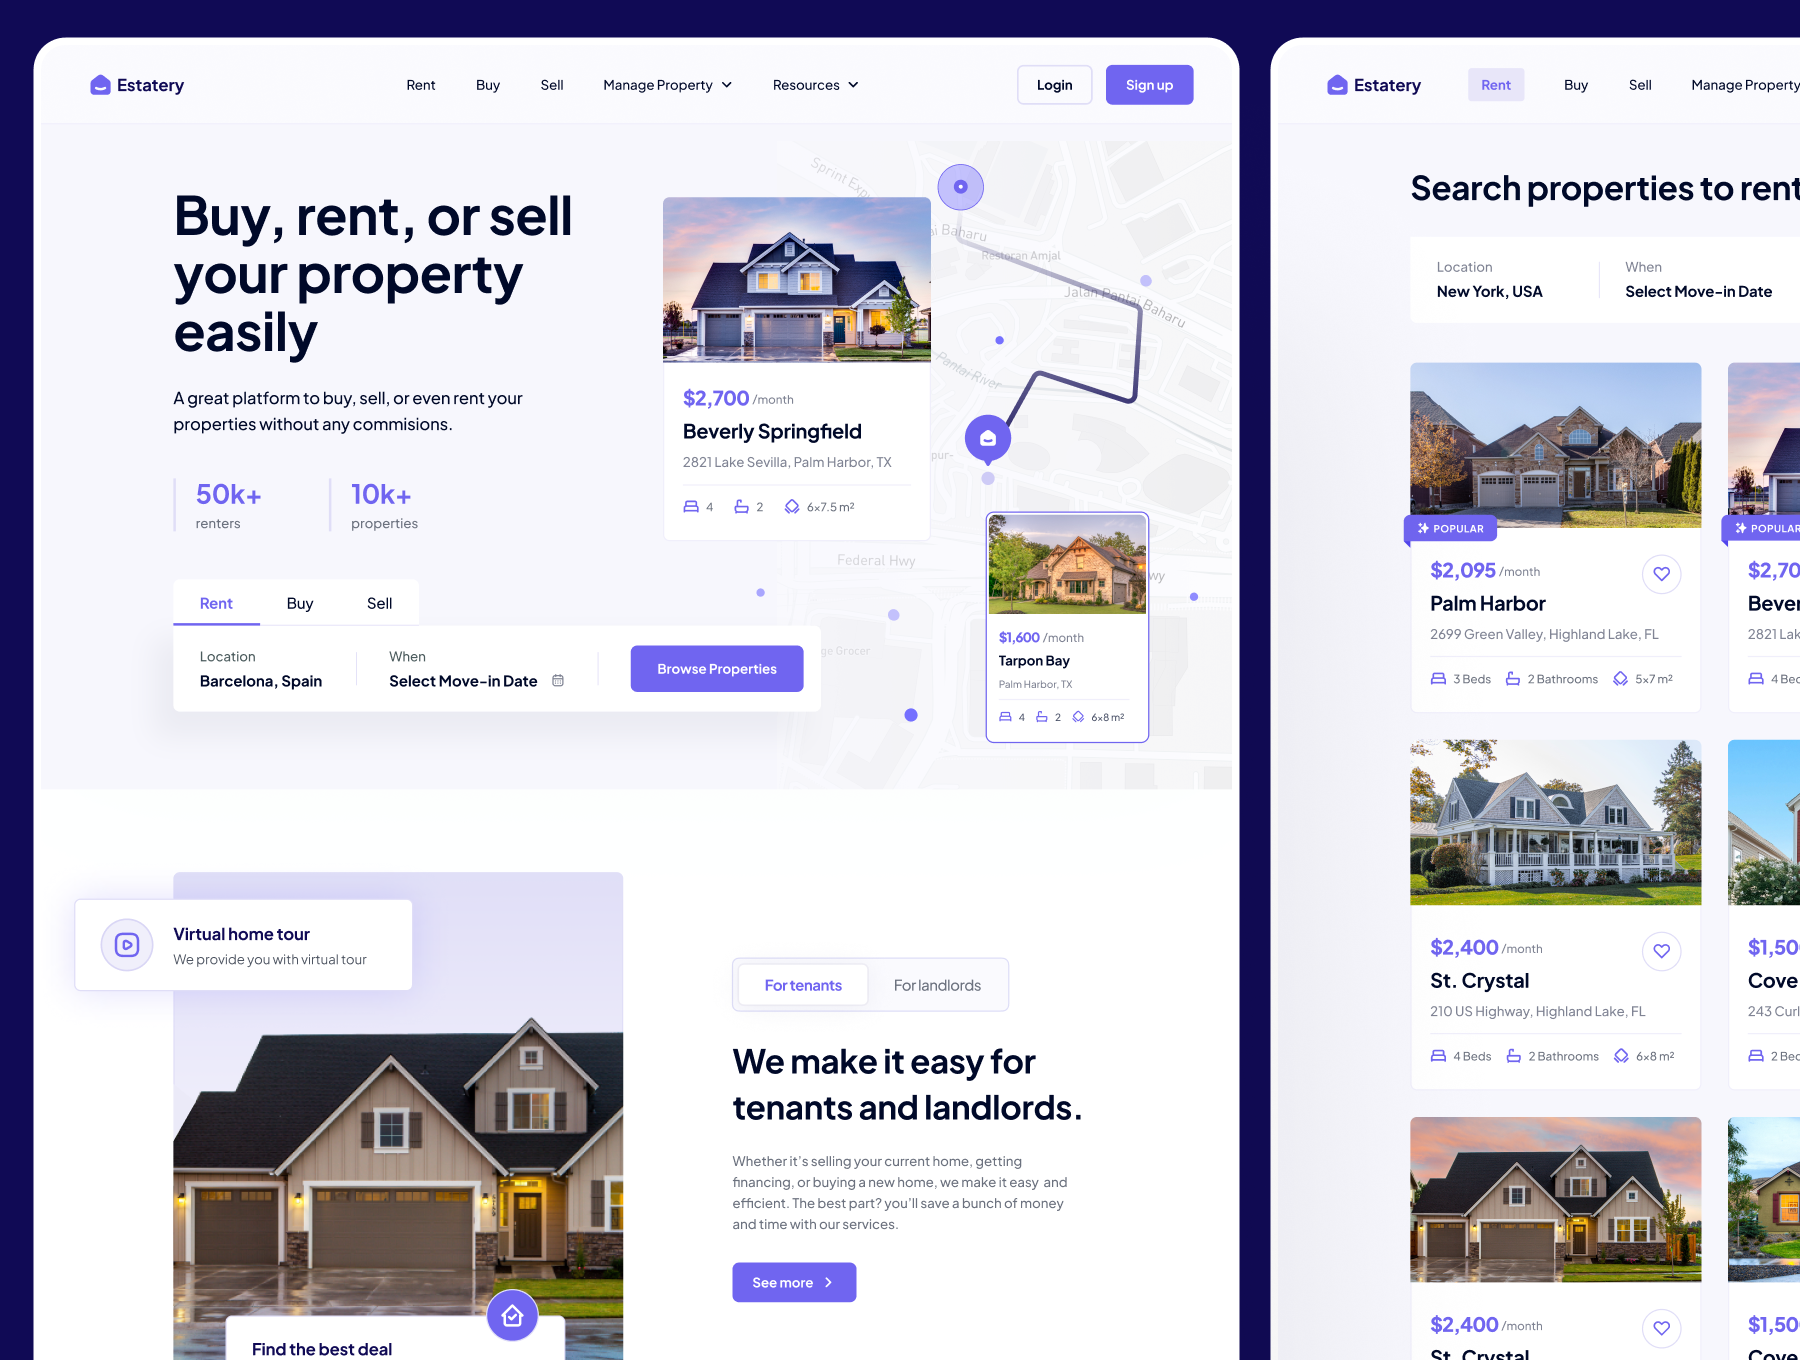 Estatery
Rent
Buy
Sell
Manage Property
Resources
Login
Sign up
Buy, rent, or sell
your property
easily
A great platform to buy, sell, or even rent your
properties without any commisions.
50k+
renters
10k+
properties
Rent
Buy
Sell
Location
Barcelona, Spain
When
Select Move-in Date
Browse Properties
Sprint Expr
ai Baharu
Restoran Amjal
Jalan Pantai Baharu
Pantai River
pur-
Federal Hwy
wy
ge Grocer
$2,700 /month
Beverly Springfield
2821 Lake Sevilla, Palm Harbor, TX
4
2
6x7.5 m²
$1,600 /month
Tarpon Bay
Palm Harbor, TX
4
2
6x8 m²
Virtual home tour
We provide you with virtual tour
Find the best deal
For tenants
For landlords
We make it easy for
tenants and landlords.
Whether it's selling your current home, getting
financing, or buying a new home, we make it easy and
efficient. The best part? you'll save a bunch of money
and time with our services.
See more
Estatery
Rent
Buy
Sell
Manage Property
Search properties to rent
Location
New York, USA
When
Select Move-in Date
POPULAR
$2,095 /month
Palm Harbor
2699 Green Valley, Highland Lake, FL
3 Beds
2 Bathrooms
5x7 m²
POPULAR
$2,70
Bever
2821 Lak
4 Bed
$2,400 /month
St. Crystal
210 US Highway, Highland Lake, FL
4 Beds
2 Bathrooms
6x8 m²
$1,50
Cove
243 Curl
2 Bed
$2,400 /month
St. Crystal
$1,50
Cove